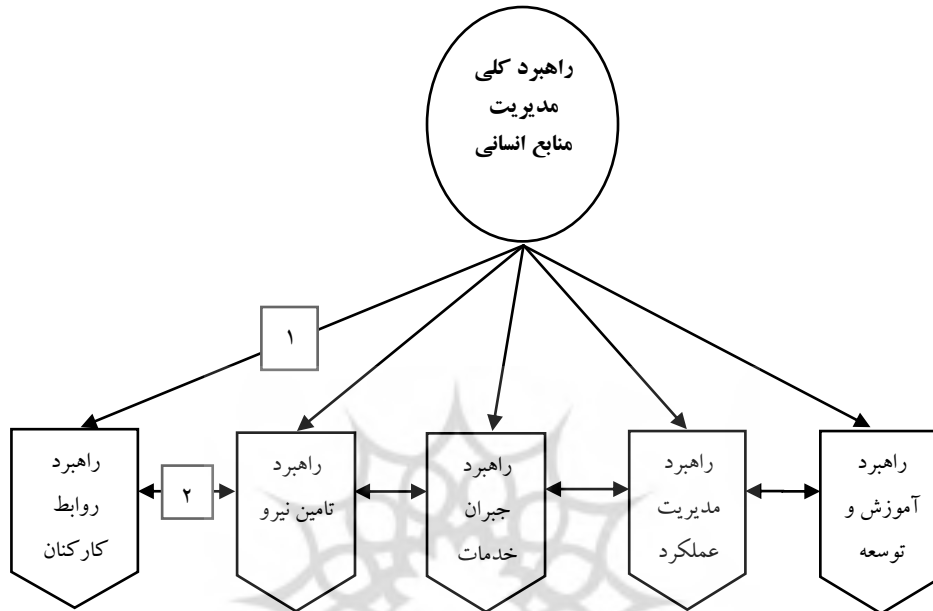 راهبرد کلی
مدیریت
منابع انسانی
۱
راهبرد
آموزش و
توسعه
راهبرد
مدیریت
عملکرد
راهبرد
جبران
خدمات
راهبرد
تامین نیرو
۲
راهبرد
روابط
کارکنان